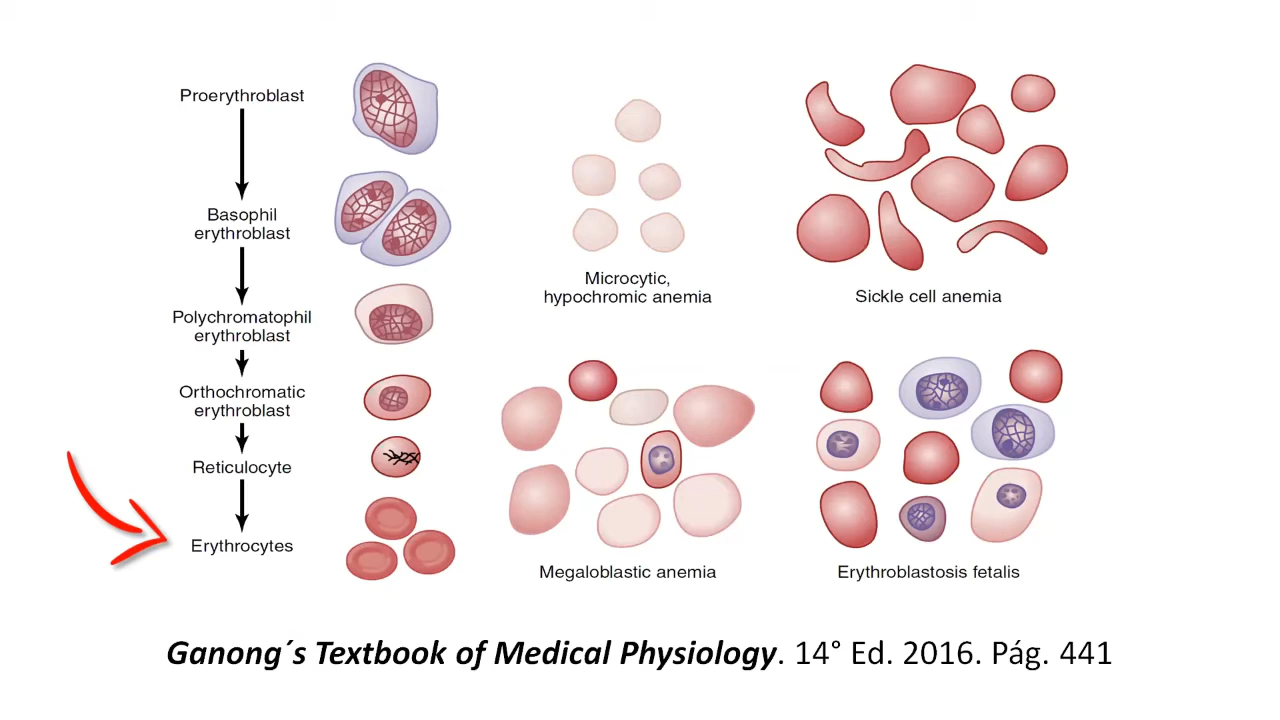 Proerythroblast
Basophil
erythroblast
Polychromatophil
erythroblast
Orthochromatic
erythroblast
Reticulocyte
Erythrocytes
Microcytic,
hypochromic anemia
Sickle cell anemia
Megaloblastic anemia
Erythroblastosis fetalis
Ganong´s Textbook of Medical Physiology. 14° Ed. 2016. Pág. 441